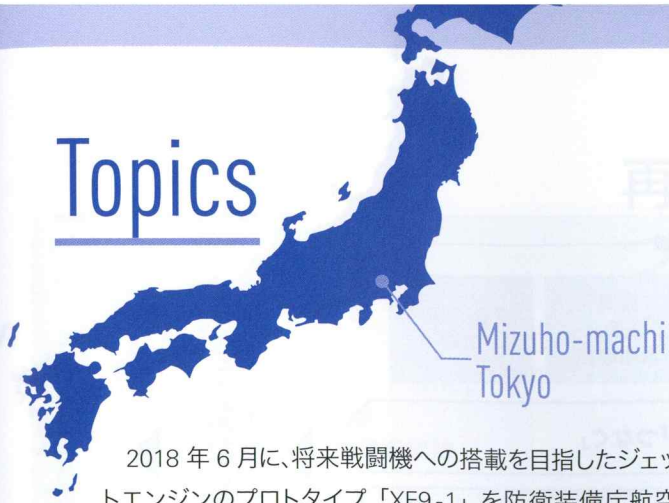 Topics
Mizuho-machi
Tokyo
2018 年 6 月に、将来戦闘機への搭載を目指したジェッ
トエンジンのプロトタイプ「XF9-1」を防衛装備庁航空